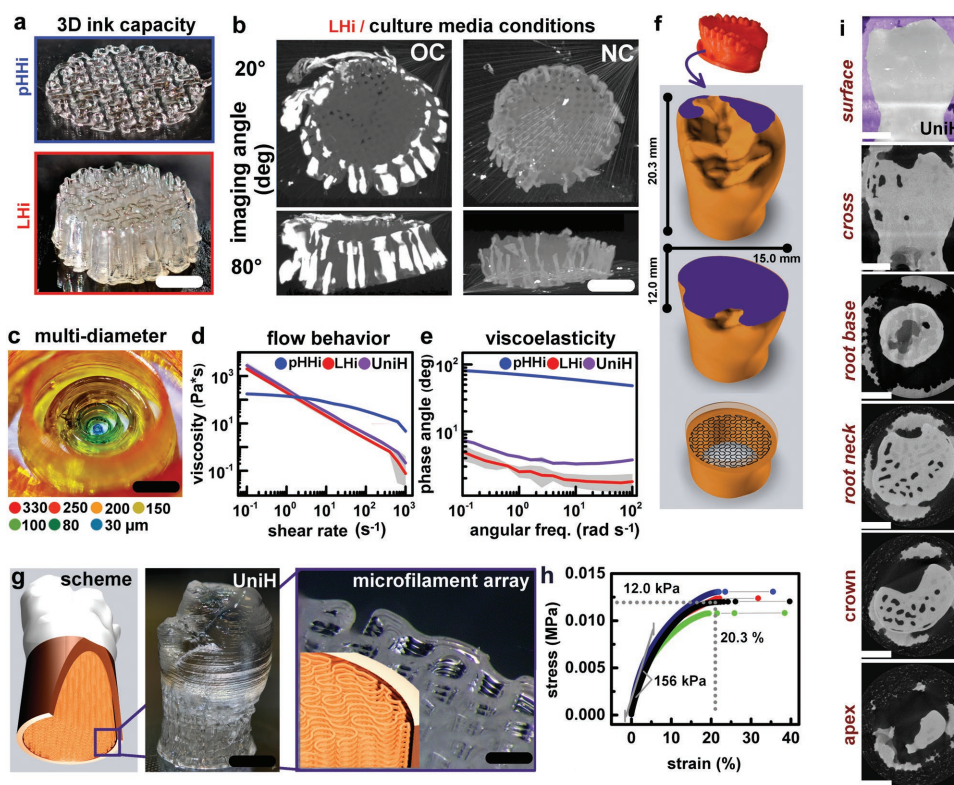 a
3D ink capacity
pHHi
LHi
b
LHi / culture media conditions
OC
NC
imaging angle
(deg)
20°
80°
c
multi-diameter
330 250 200 150
100 80 30 µm
d
flow behavior
pHHi LHi UniH
viscosity (Pa*s)
10³
10¹
10⁻¹
10⁻¹ 10⁰ 10¹ 10² 10³
shear rate (s⁻¹)
e
viscoelasticity
pHHi LHi UniH
phase angle (deg)
10²
10¹
10⁻¹ 10⁰ 10¹ 10²
angular freq. (rad s⁻¹)
f
20.3 mm
15.0 mm
12.0 mm
g
scheme
UniH
microfilament array
h
stress (MPa)
0.015
0.010
0.005
0.000
12.0 kPa
20.3 %
156 kPa
0 10 20 30 40
strain (%)
i
surface
UniH
cross
root base
root neck
crown
apex